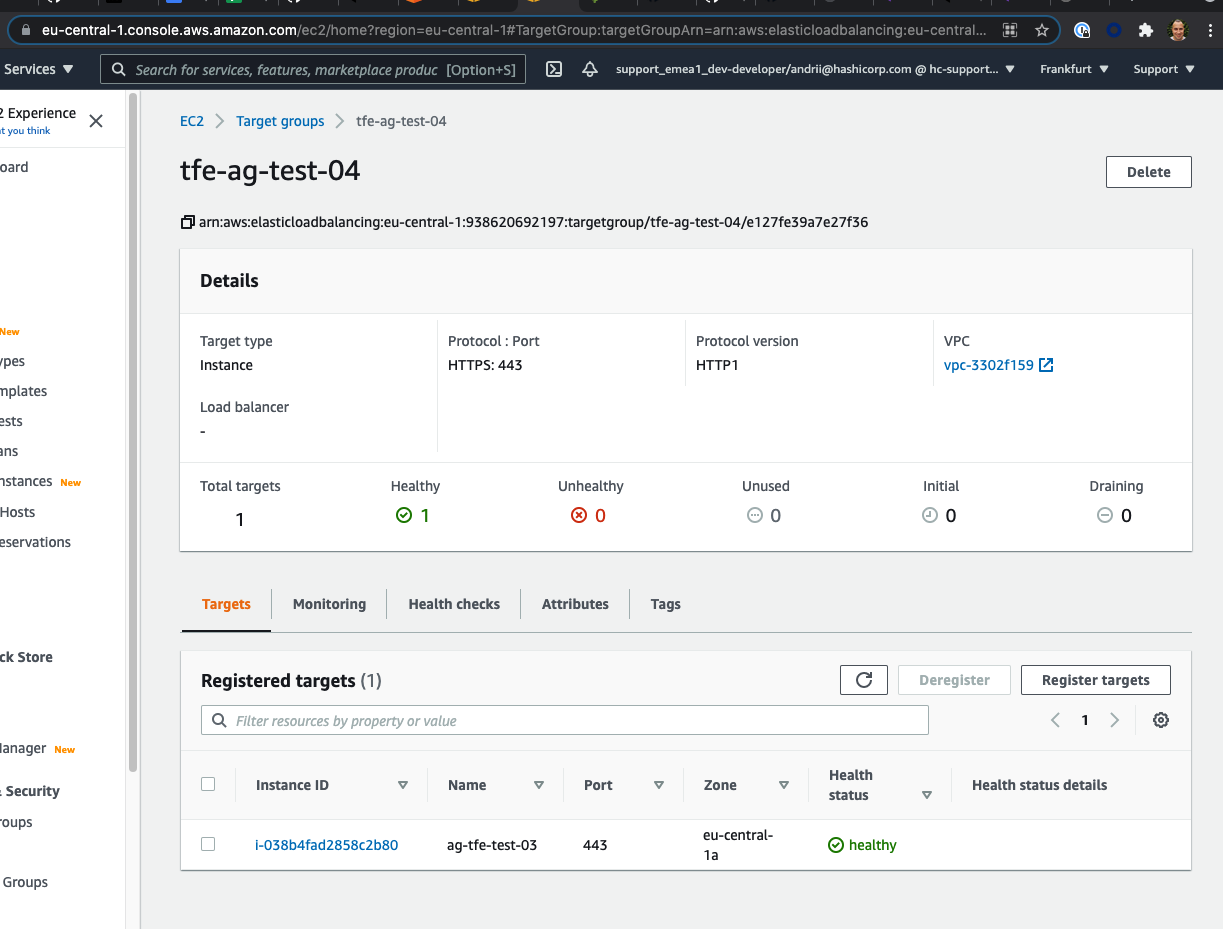 eu-central-1.console.aws.amazon.com/ec2/home?region=eu-central-1#TargetGroup:targetGroupArn=arn:aws:elasticloadbalancing:eu-central...
Services Search for services, features, marketplace produc [Option+S] support_emea1_dev-developer/andrii@hashicorp.com @ hc-support... Frankfurt Support
2 Experience
at you think
oard
New
ypes
mplates
ests
ans
nstances New
Hosts
eservations
ck Store
Manager New
& Security
roups
Groups
EC2 > Target groups > tfe-ag-test-04
tfe-ag-test-04
Delete
arn:aws:elasticloadbalancing:eu-central-1:938620692197:targetgroup/tfe-ag-test-04/e127fe39a7e27f36
Details
Target type Protocol : Port Protocol version VPC
Instance HTTPS: 443 HTTP1 vpc-3302f159
Load balancer
-
Total targets Healthy Unhealthy Unused Initial Draining
1 1 0 0 0 0
Targets Monitoring Health checks Attributes Tags
Registered targets (1) Deregister Register targets
Filter resources by property or value 1
Instance ID Name Port Zone Health status Health status details
i-038b4fad2858c2b80 ag-tfe-test-03 443 eu-central-1a healthy